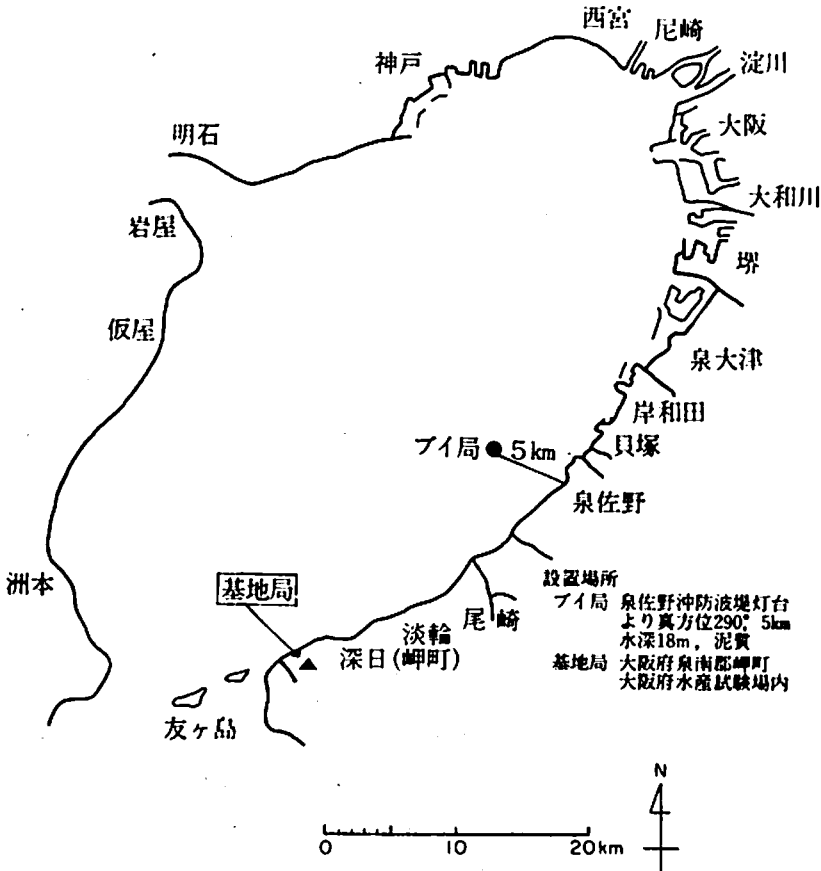 西宮
尼崎
淀川
神戸
大阪
明石
大和川
岩屋
堺
仮屋
泉大津
岸和田
ブイ局 5km
貝塚
泉佐野
洲本
基地局
尾崎
淡輪
深日(岬町)
友ヶ島
設置場所
ブイ局 泉佐野沖防波堤灯台
より真方位290°, 5km
水深18m, 泥質
基地局 大阪府泉南郡岬町
大阪府水産試験場内
N
0 10 20km